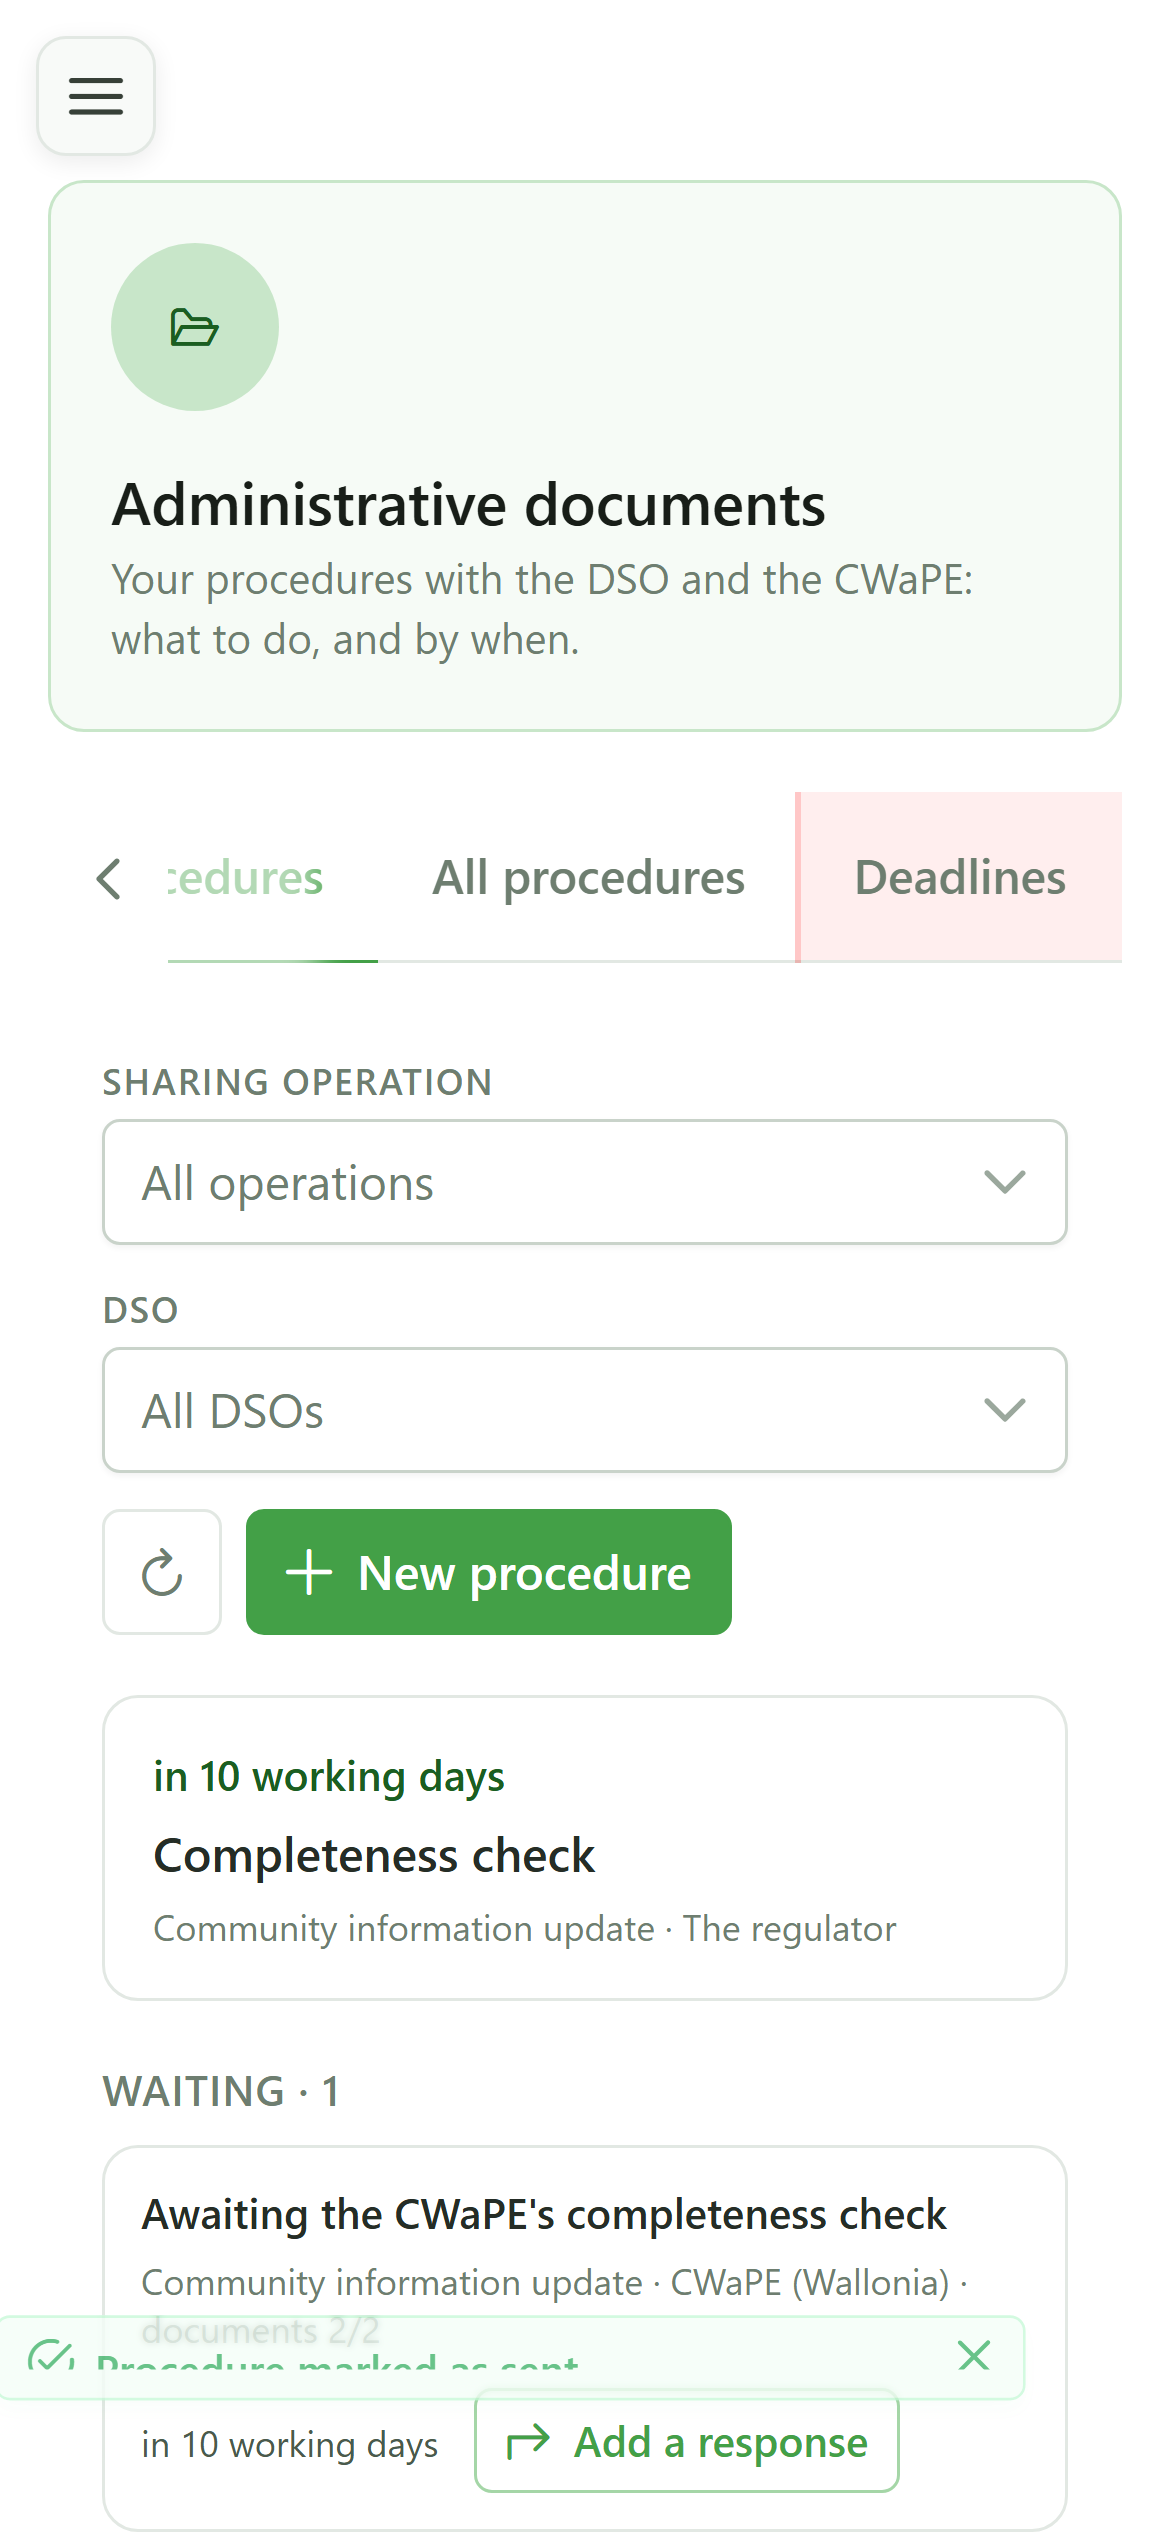 Administrative documents
Your procedures with the DSO and the CWaPE:
what to do, and by when.
cedures All procedures Deadlines
SHARING OPERATION
All operations
DSO
All DSOs
New procedure
in 10 working days
Completeness check
Community information update · The regulator
WAITING · 1
Awaiting the CWaPE's completeness check
Community information update · CWaPE (Wallonia) ·
documents 2/2
Procedure marked as sent
in 10 working days Add a response